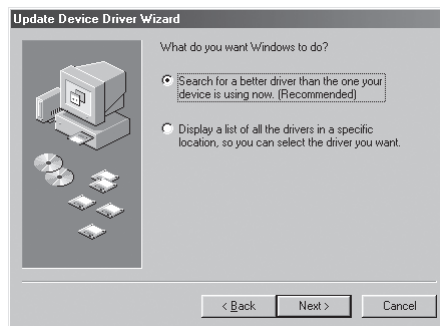 Update Device Driver Wizard
What do you want Windows to do?
Search for a better driver than the one your
device is using now. (Recommended)
Display a list of all the drivers in a specific
location, so you can select the driver you want.
< Back
Next >
Cancel